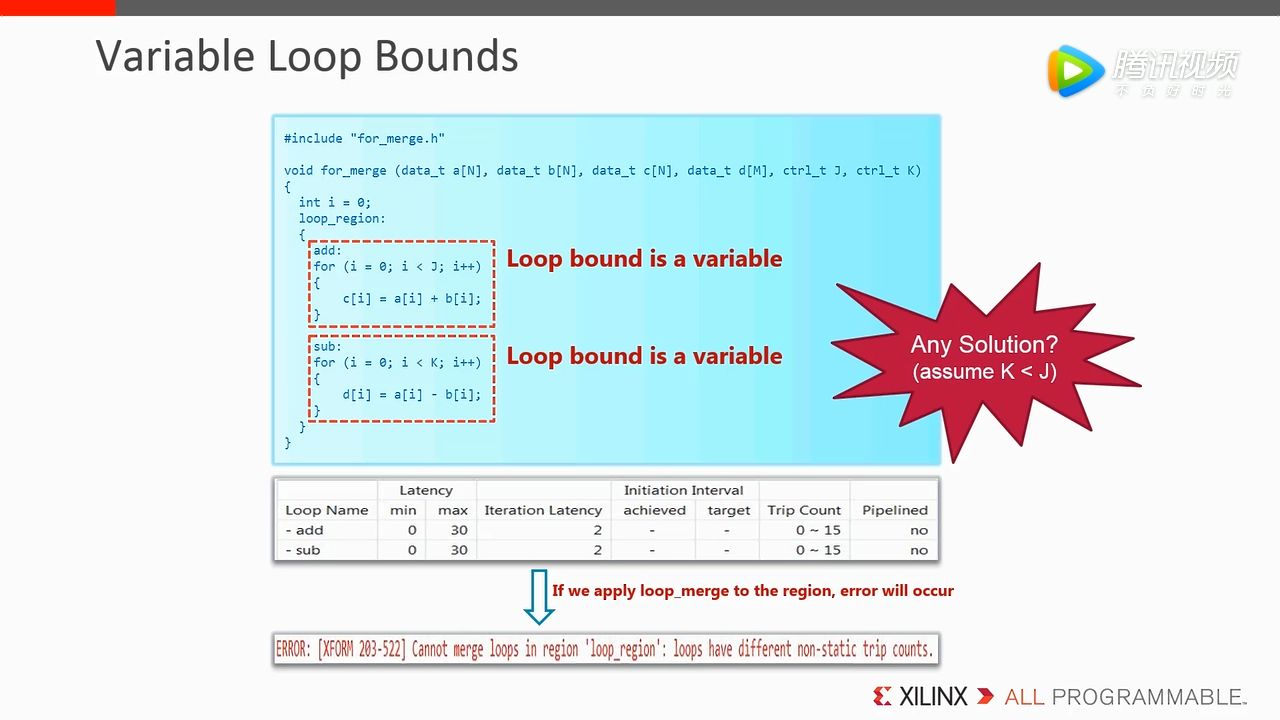 Variable Loop Bounds
腾讯视频
不负好时光
#include "for_merge.h"
void for_merge (data_t a[N], data_t b[N], data_t c[N], data_t d[M], ctrl_t J, ctrl_t K)
{
int i = 0;
loop_region:
{
add:
for (i = 0; i < J; i++)
{
c[i] = a[i] + b[i];
}
Loop bound is a variable
sub:
for (i = 0; i < K; i++)
{
d[i] = a[i] - b[i];
}
Loop bound is a variable
}
}
Any Solution?
(assume K < J)
Latency Initiation Interval
Loop Name min max Iteration Latency achieved target Trip Count Pipelined
- add 0 30 2 - - 0 ~ 15 no
- sub 0 30 2 - - 0 ~ 15 no
If we apply loop_merge to the region, error will occur
ERROR: [XFORM 203-522] Cannot merge loops in region 'loop_region': loops have different non-static trip counts.
XILINX ALL PROGRAMMABLE™